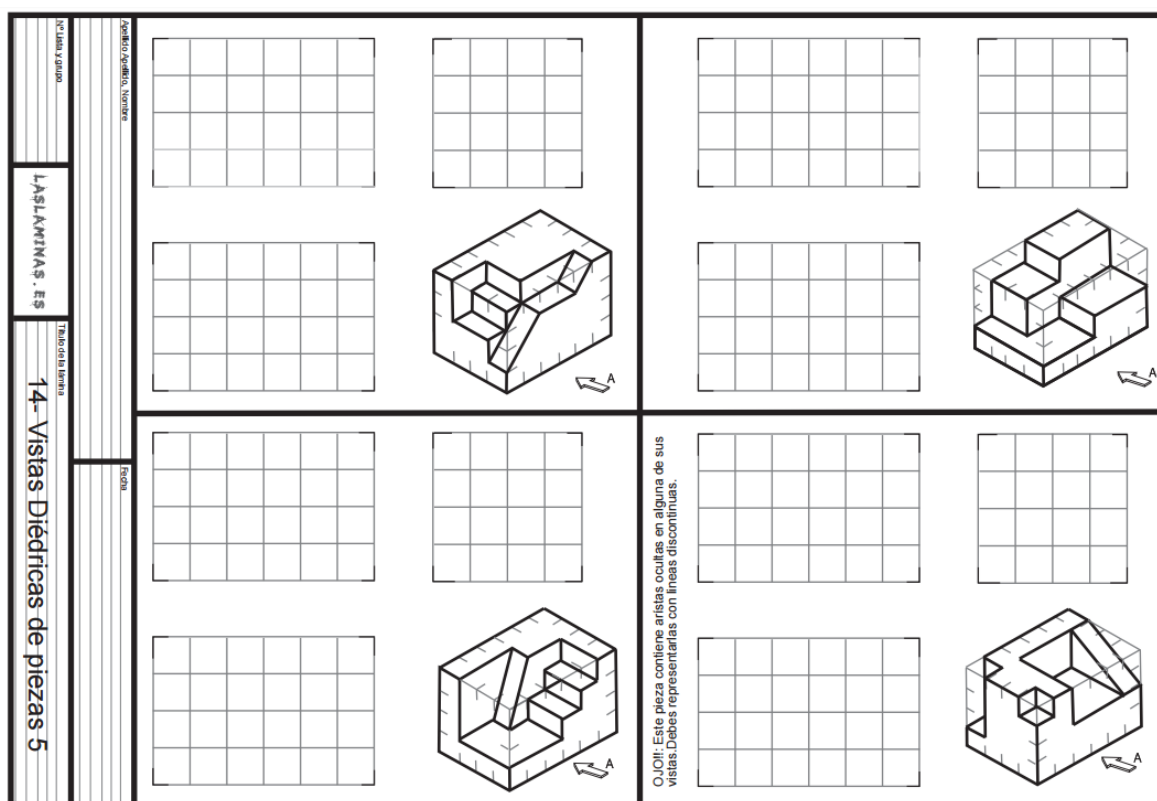 Nº Lista y grupo
Apellido Apellido, Nombre
LASLAMINAS.ES
Título de la lámina
14- Vistas Diédricas de piezas 5
Fecha
A
A
OJO!!: Este pieza contiene aristas ocultas en alguna de sus
vistas.Debes representarlas con lineas discontinuas.
A
A